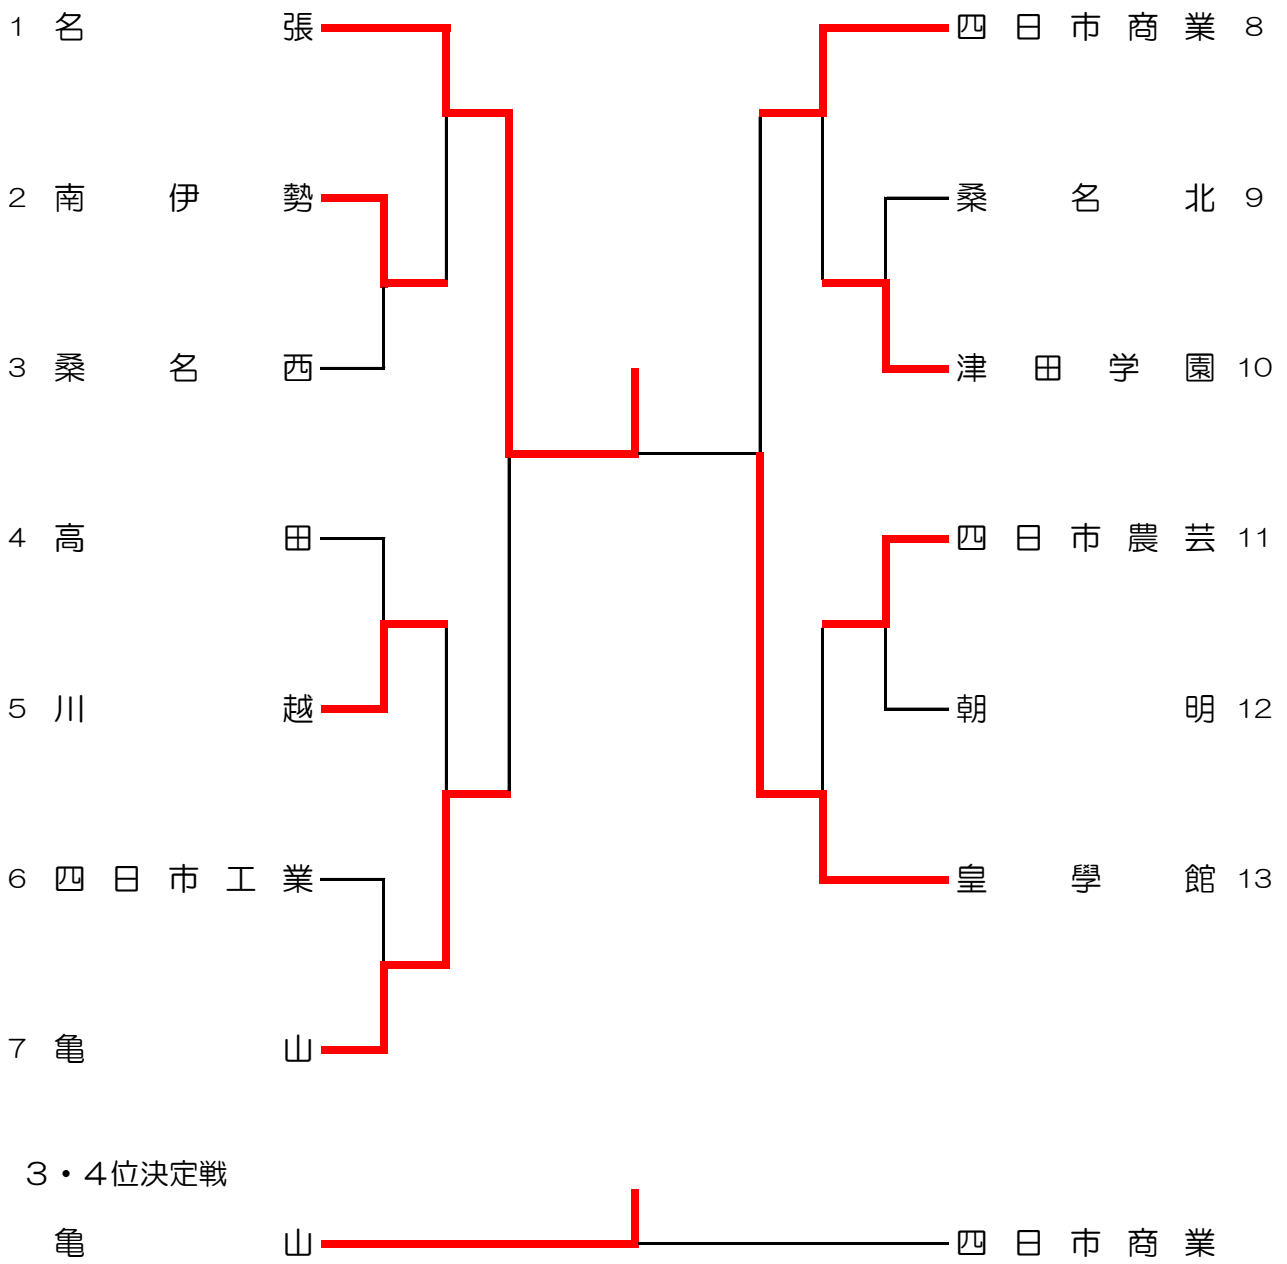 1 名張 四日市商業 8
2 南伊勢 桑名北 9
3 桑名西 津田学園 10
4 高田 四日市農芸 11
5 川越 朝明 12
6 四日市工業 皇學館 13
7 亀山
3・4位決定戦
亀山 四日市商業